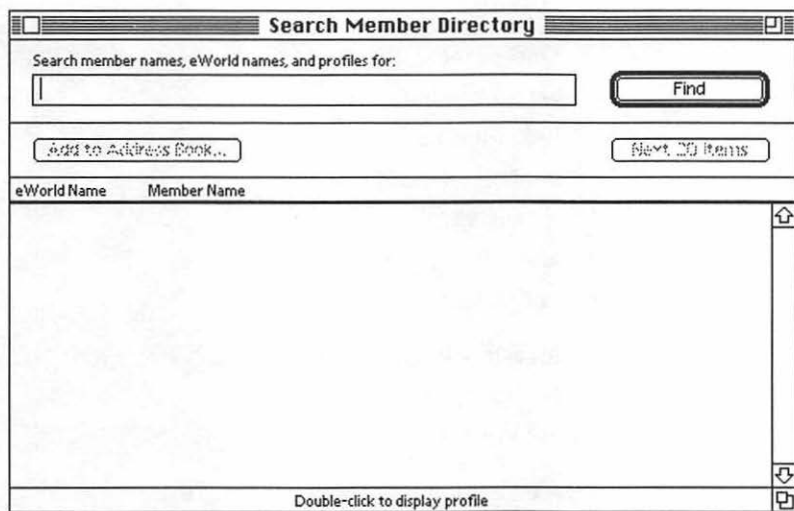 Search Member Directory
Search member names, eWorld names, and profiles for:
Find
Add to Address Book...
Next 20 Items
eWorld Name Member Name
Double-click to display profile